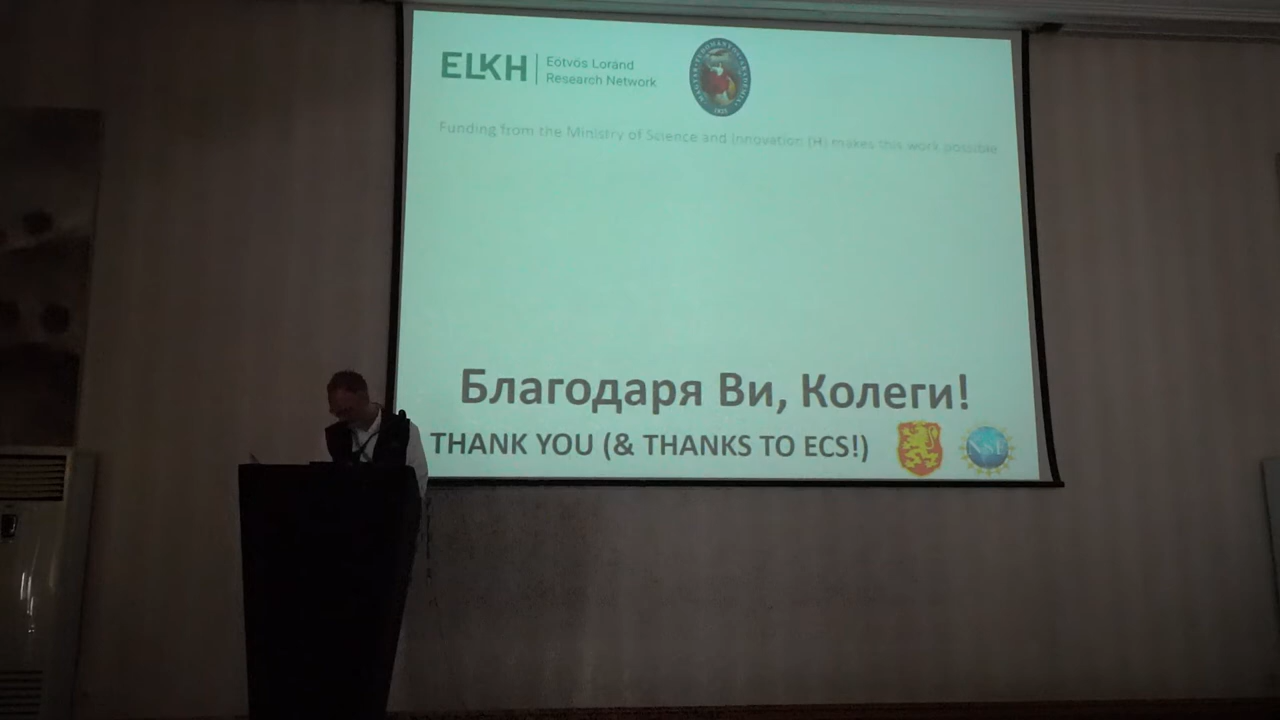 ELKH
Eötvös Loránd
Research Network
Funding from the Ministry of Science and Innovation (H) makes this work possible
Благодаря Ви, Колеги!
THANK YOU (& THANKS TO ECS!)
NSF